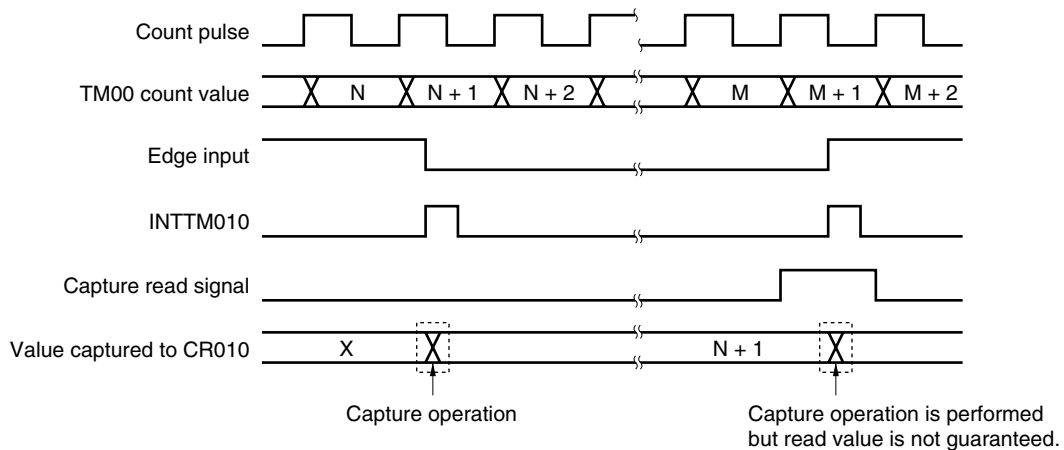 Count pulse
TM00 count value
N N + 1 N + 2 M M + 1 M + 2
Edge input
INTTM010
Capture read signal
Value captured to CR010
X N + 1
Capture operation
Capture operation is performed
but read value is not guaranteed.